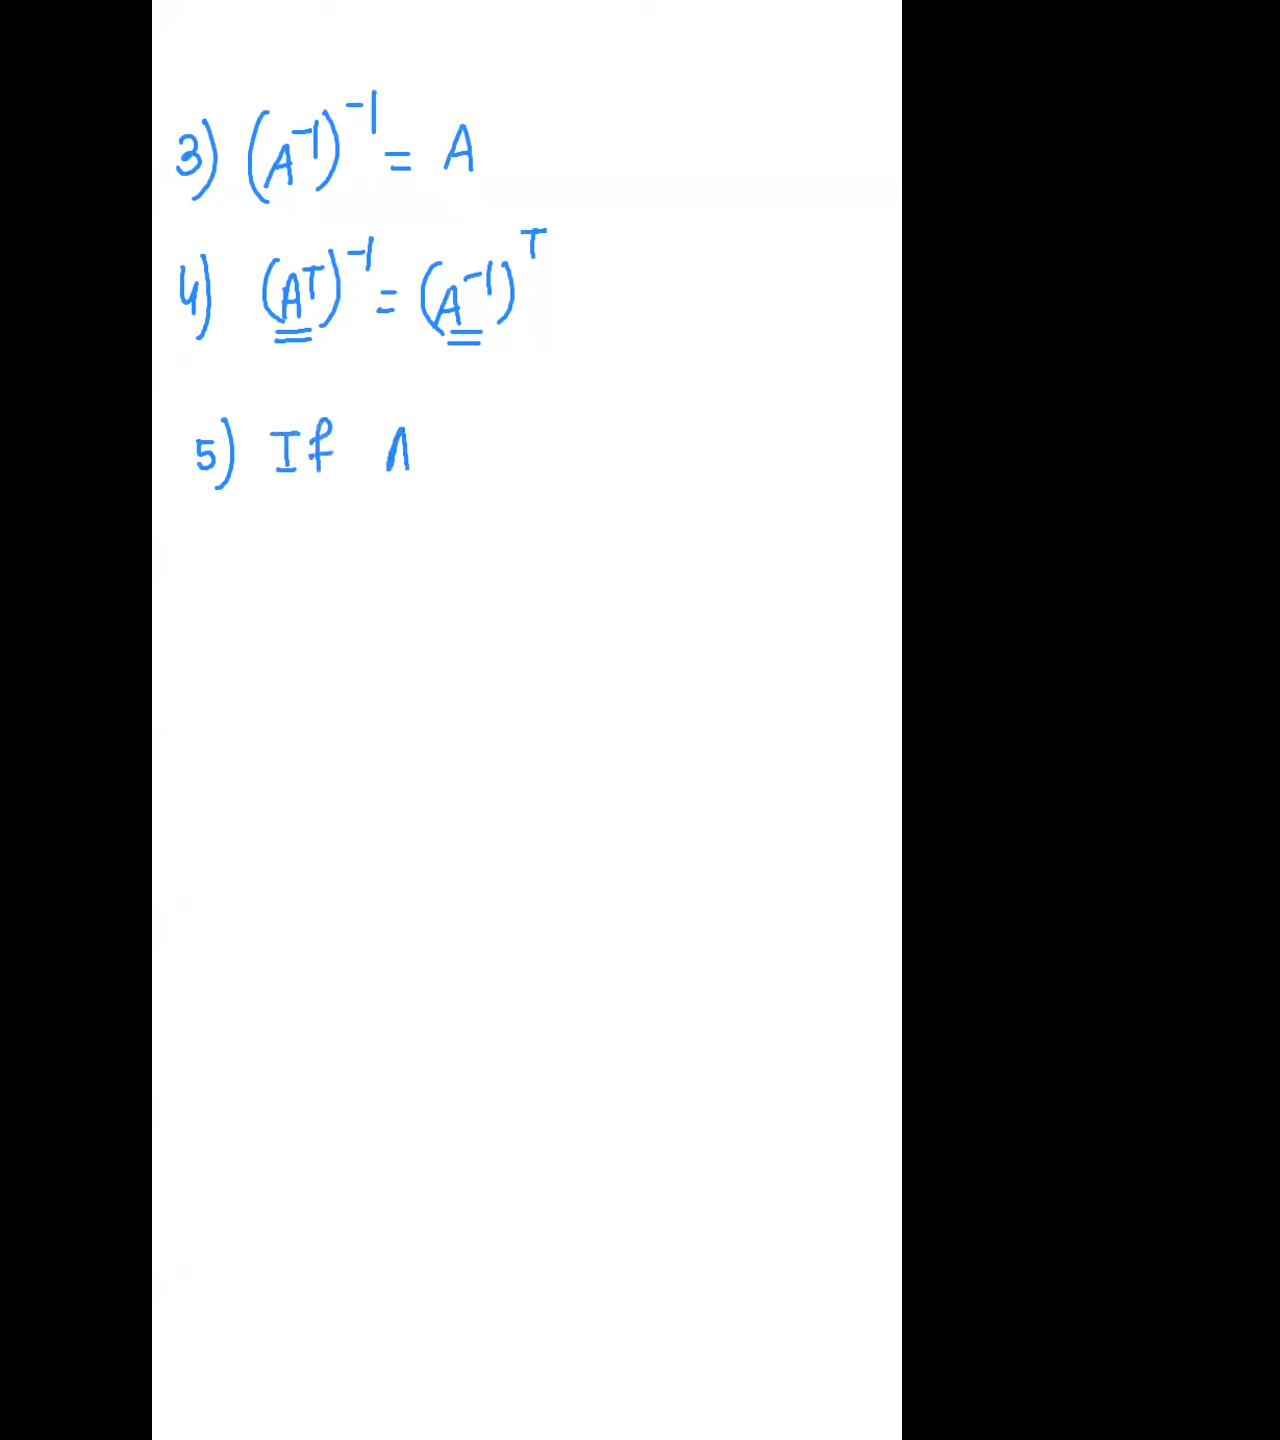 3) (A⁻¹)⁻¹ = A
4) (Aᵀ)⁻¹ = (A⁻¹)ᵀ
5) If A